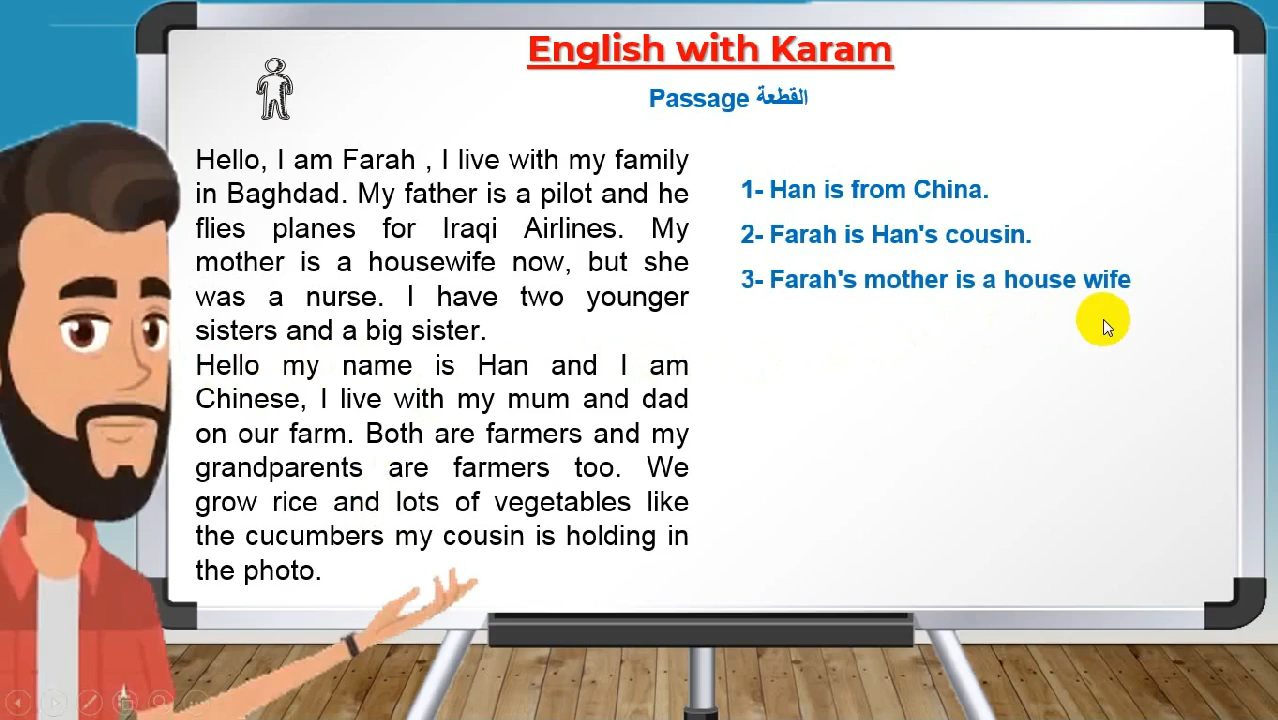 English with Karam
Passage القطعة
Hello, I am Farah , I live with my family
in Baghdad. My father is a pilot and he
flies planes for Iraqi Airlines. My
mother is a housewife now, but she
was a nurse. I have two younger
sisters and a big sister.
Hello my name is Han and I am
Chinese, I live with my mum and dad
on our farm. Both are farmers and my
grandparents are farmers too. We
grow rice and lots of vegetables like
the cucumbers my cousin is holding in
the photo.
1- Han is from China.
2- Farah is Han's cousin.
3- Farah's mother is a house wife